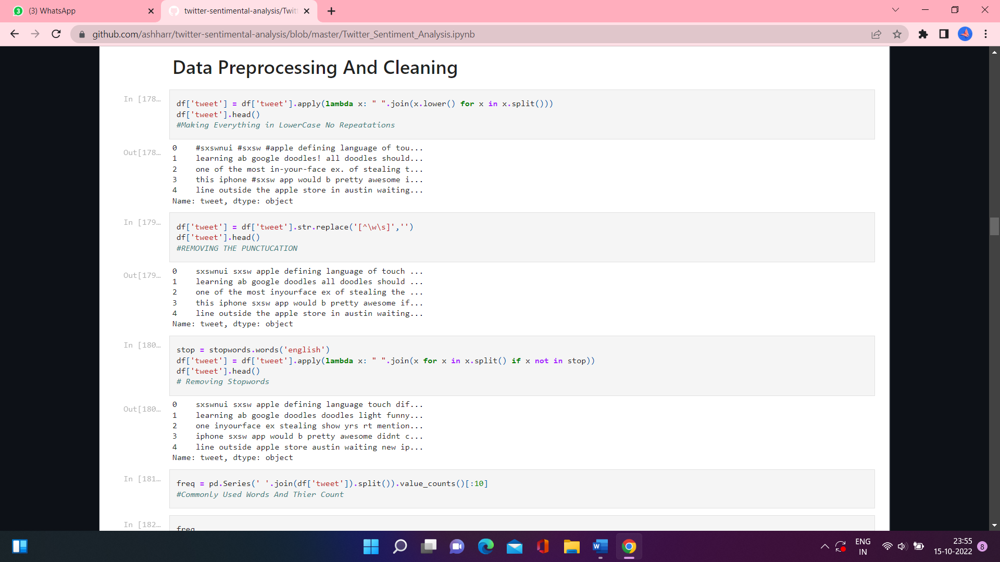 (3) WhatsApp
twitter-sentimental-analysis/Twitt
github.com/ashharr/twitter-sentimental-analysis/blob/master/Twitter_Sentiment_Analysis.ipynb
Data Preprocessing And Cleaning
In [178…
df['tweet'] = df['tweet'].apply(lambda x: " ".join(x.lower() for x in x.split()))
df['tweet'].head()
#Making Everything in LowerCase No Repeatations
Out[178…
0    #sxswnui #sxsw #apple defining language of tou...
1    learning ab google doodles! all doodles should...
2    one of the most in-your-face ex. of stealing t...
3    this iphone #sxsw app would b pretty awesome i...
4    line outside the apple store in austin waiting...
Name: tweet, dtype: object
In [179…
df['tweet'] = df['tweet'].str.replace('[^\w\s]','')
df['tweet'].head()
#REMOVING THE PUNCTUCATION
Out[179…
0    sxswnui sxsw apple defining language of touch ...
1    learning ab google doodles all doodles should ...
2    one of the most inyourface ex of stealing the ...
3    this iphone sxsw app would b pretty awesome if...
4    line outside the apple store in austin waiting...
Name: tweet, dtype: object
In [180…
stop = stopwords.words('english')
df['tweet'] = df['tweet'].apply(lambda x: " ".join(x for x in x.split() if x not in stop))
df['tweet'].head()
# Removing Stopwords
Out[180…
0    sxswnui sxsw apple defining language touch dif...
1    learning ab google doodles doodles light funny...
2    one inyourface ex stealing show yrs rt mention...
3    iphone sxsw app would b pretty awesome didnt c...
4    line outside apple store austin waiting new ip...
Name: tweet, dtype: object
In [181…
freq = pd.Series(' '.join(df['tweet']).split()).value_counts()[:10]
#Commonly Used Words And Thier Count
In [182…
freq
ENG
IN
23:55
15-10-2022
8